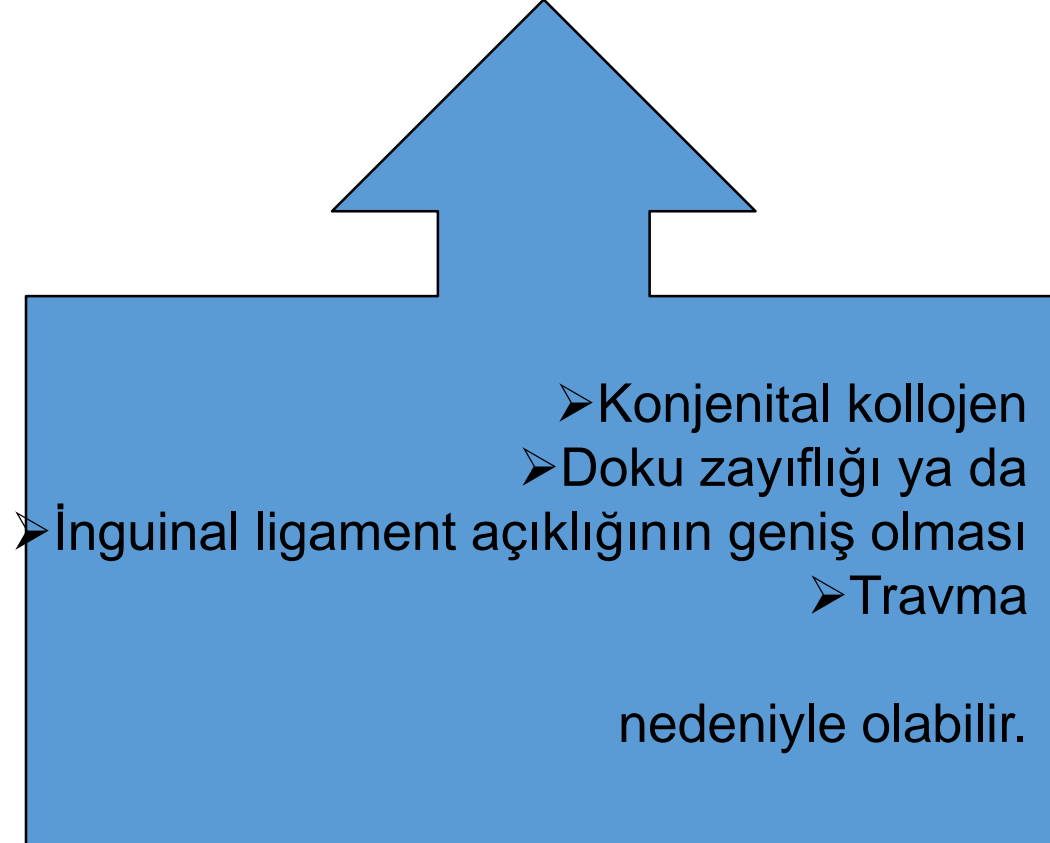 ➢Konjenital kollojen
➢Doku zayıflığı ya da
➢İnguinal ligament açıklığının geniş olması
➢Travma
nedeniyle olabilir.